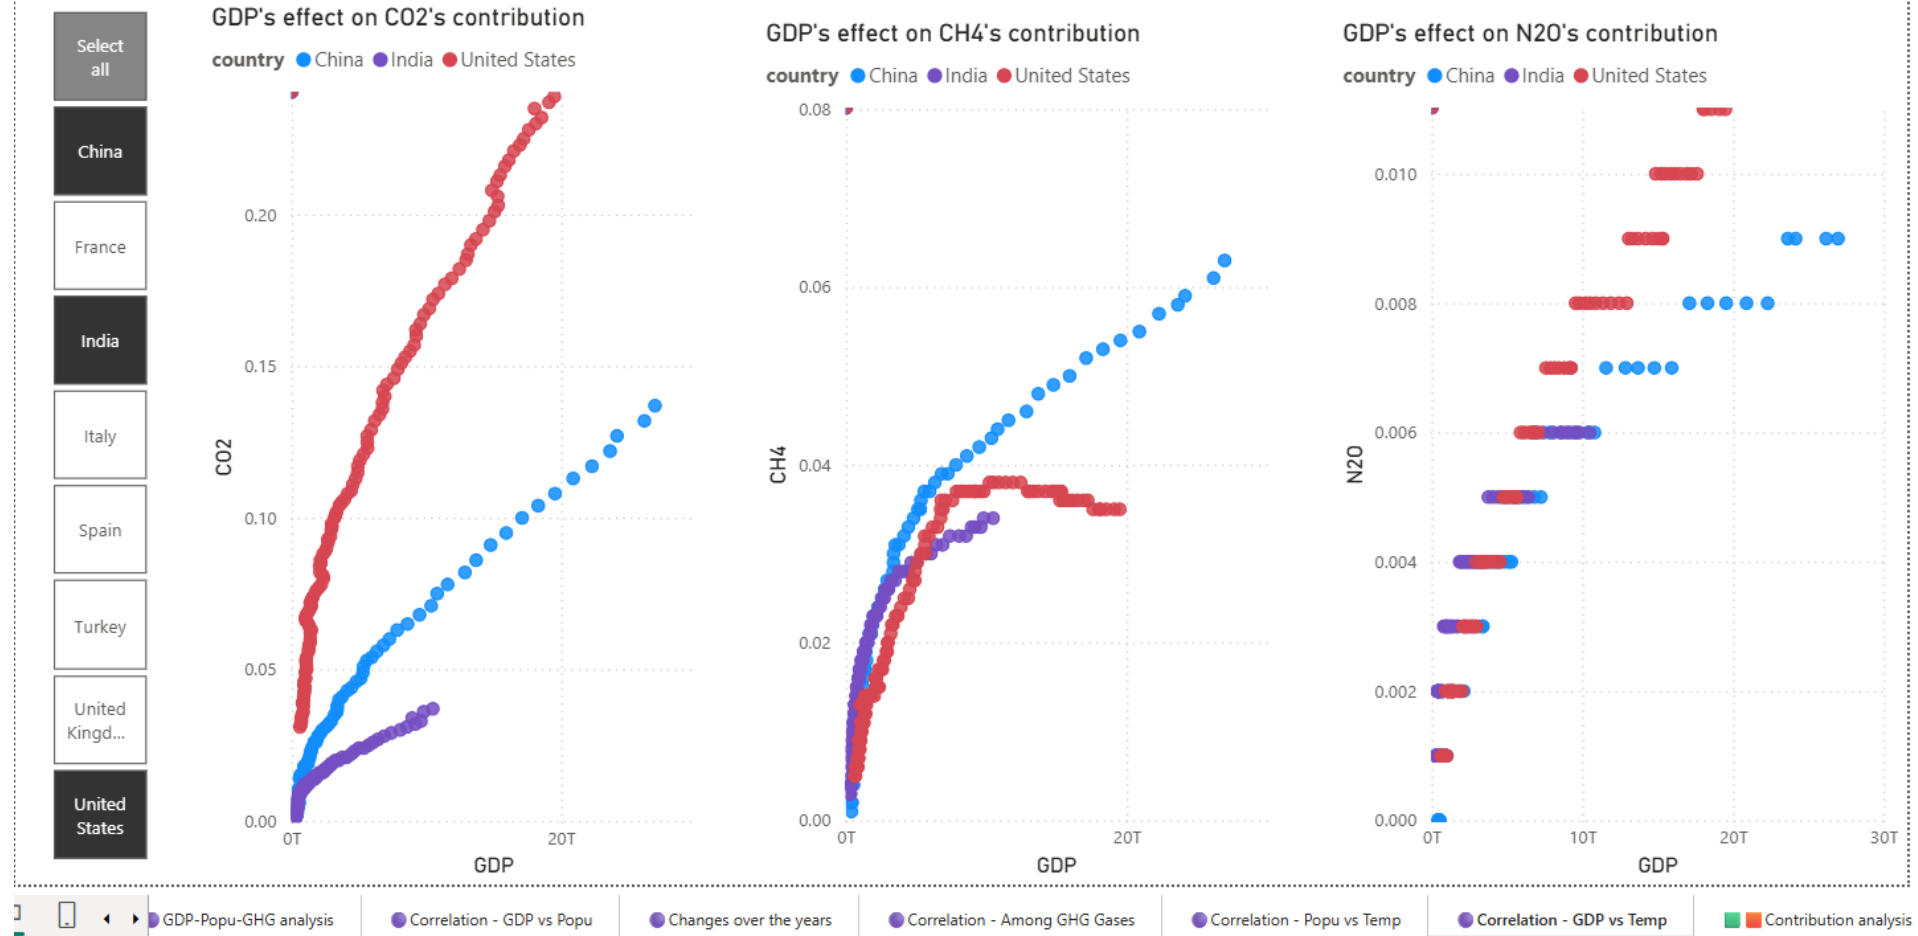 Select
all
China
France
India
Italy
Spain
Turkey
United
Kingd...
United
States
GDP's effect on CO2's contribution
country China India United States
0.20
0.15
0.10
0.05
0.00
CO2
0T 20T
GDP
GDP's effect on CH4's contribution
country China India United States
0.08
0.06
0.04
0.02
0.00
CH4
0T 20T
GDP
GDP's effect on N2O's contribution
country China India United States
0.010
0.008
0.006
0.004
0.002
0.000
N2O
0T 10T 20T 30T
GDP
GDP-Popu-GHG analysis
Correlation - GDP vs Popu
Changes over the years
Correlation - Among GHG Gases
Correlation - Popu vs Temp
Correlation - GDP vs Temp
Contribution analysis